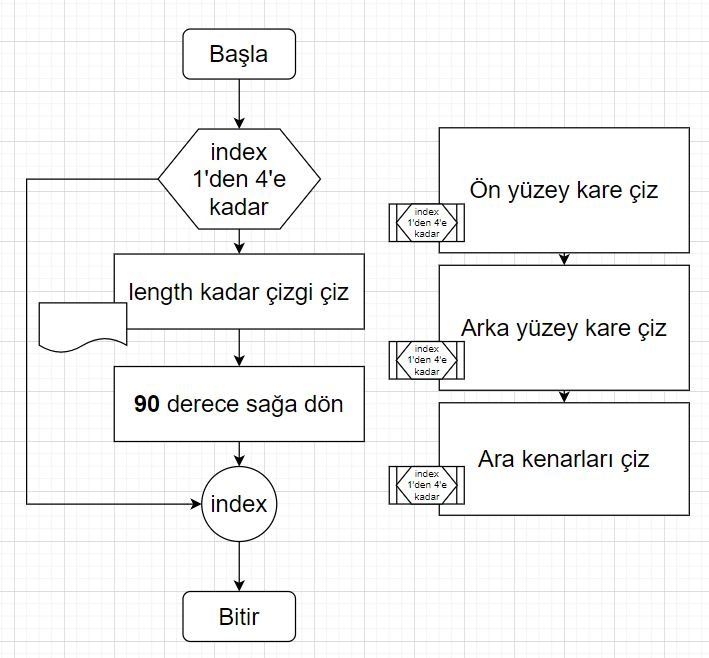 Başla
index
1'den 4'e
kadar
length kadar çizgi çiz
90 derece sağa dön
index
Bitir
Ön yüzey kare çiz
index
1'den 4'e
kadar
Arka yüzey kare çiz
index
1'den 4'e
kadar
Ara kenarları çiz
index
1'den 4'e
kadar